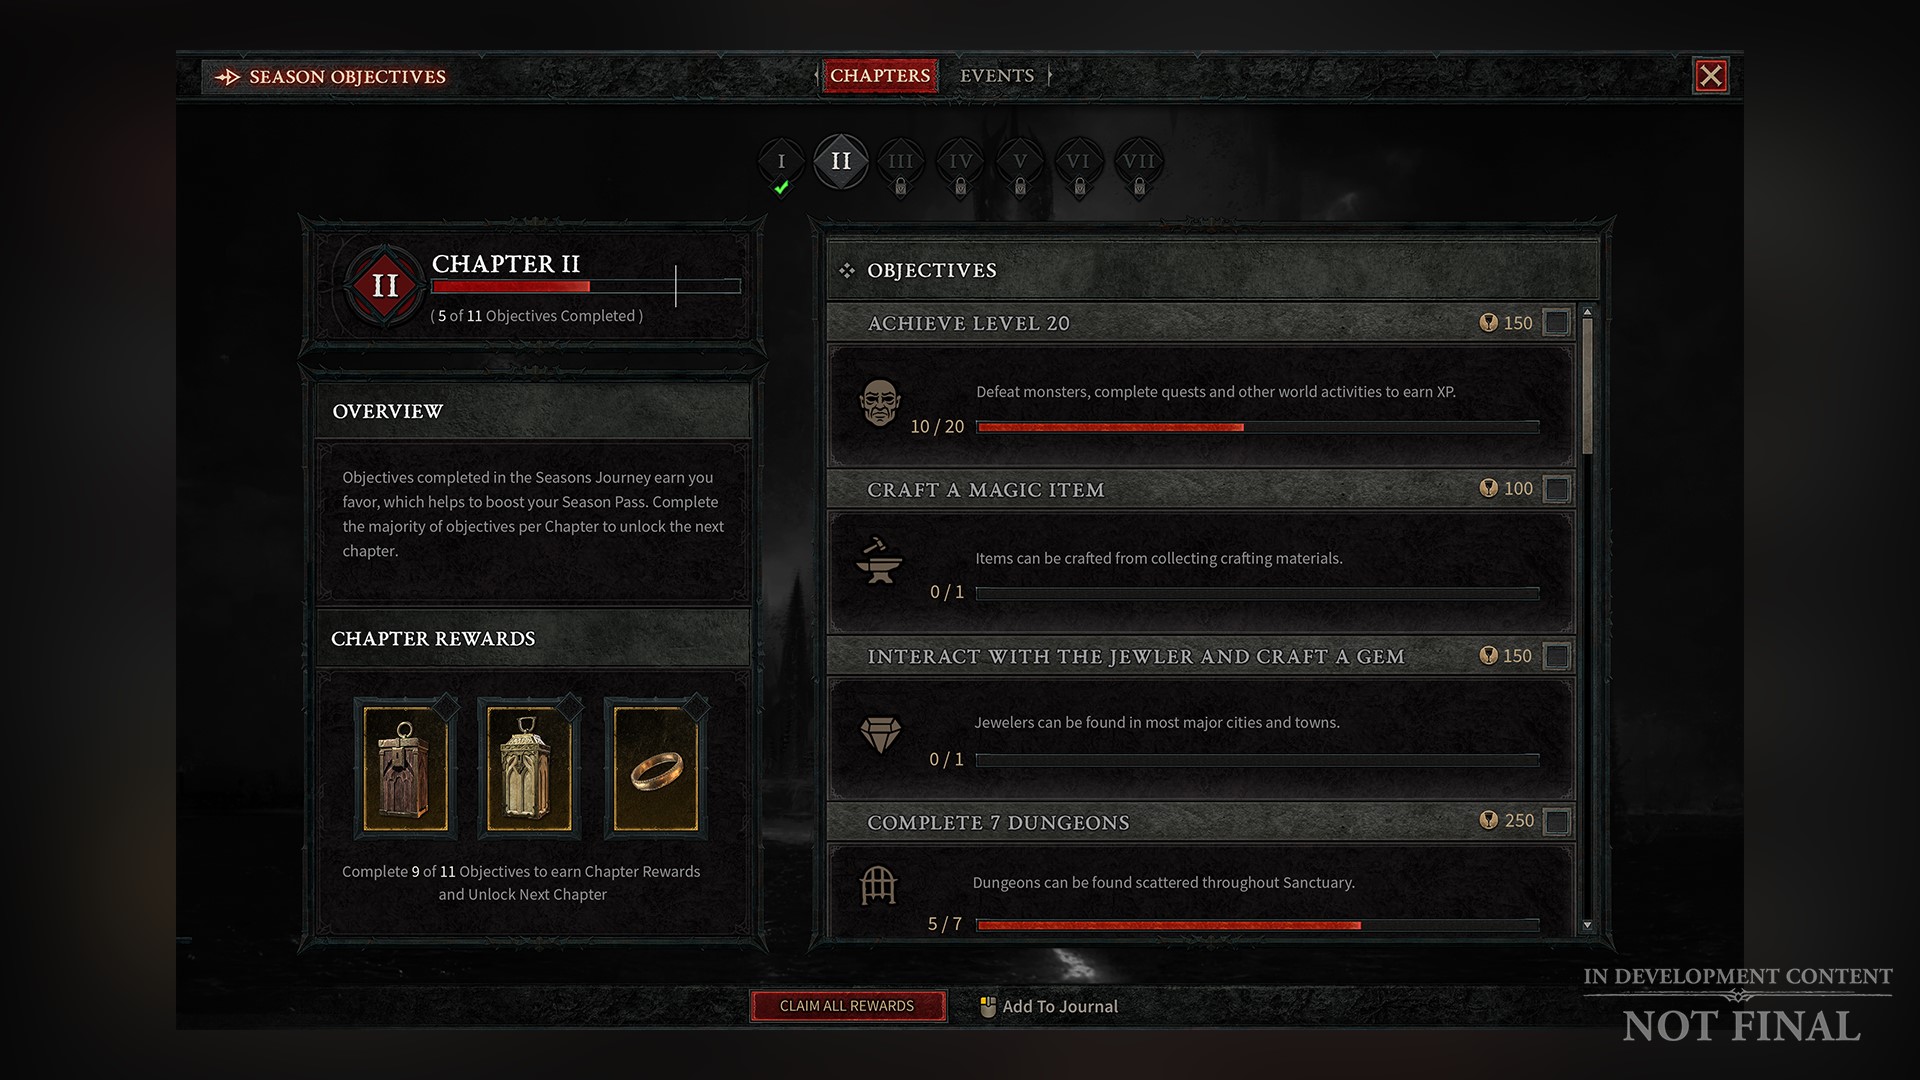 SEASON OBJECTIVES
CHAPTERS
EVENTS
I
II
III
IV
V
VI
VII
II
CHAPTER II
( 5 of 11 Objectives Completed )
OVERVIEW
Objectives completed in the Seasons Journey earn you
favor, which helps to boost your Season Pass. Complete
the majority of objectives per Chapter to unlock the next
chapter.
CHAPTER REWARDS
Complete 9 of 11 Objectives to earn Chapter Rewards
and Unlock Next Chapter
OBJECTIVES
ACHIEVE LEVEL 20
150
Defeat monsters, complete quests and other world activities to earn XP.
10 / 20
CRAFT A MAGIC ITEM
100
Items can be crafted from collecting crafting materials.
0 / 1
INTERACT WITH THE JEWLER AND CRAFT A GEM
150
Jewelers can be found in most major cities and towns.
0 / 1
COMPLETE 7 DUNGEONS
250
Dungeons can be found scattered throughout Sanctuary.
5 / 7
CLAIM ALL REWARDS
Add To Journal
IN DEVELOPMENT CONTENT
NOT FINAL